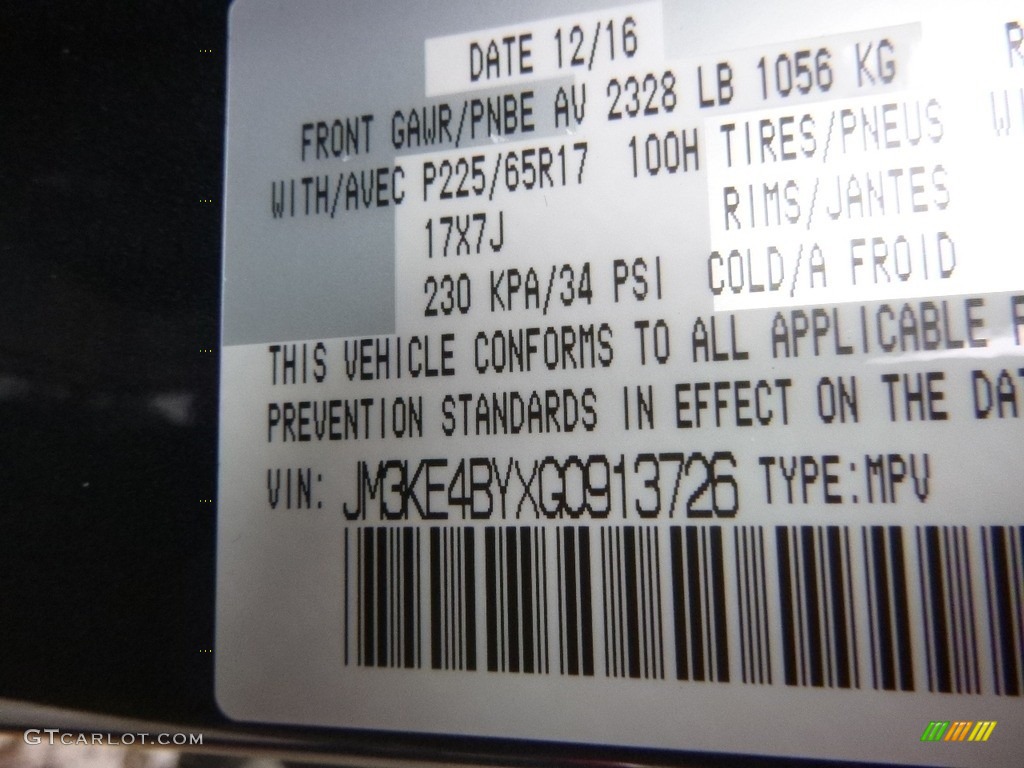 DATE 12/16
FRONT GAWR/PNBE AV 2328 LB 1056 KG
WITH/AVEC P225/65R17 100H TIRES/PNEUS
17X7J RIMS/JANTES
230 KPA/34 PSI COLD/A FROID
THIS VEHICLE CONFORMS TO ALL APPLICABLE
PREVENTION STANDARDS IN EFFECT ON THE DAT
VIN: JM3KE4BYXG0913726 TYPE:MPV
GTCARLOT.COM